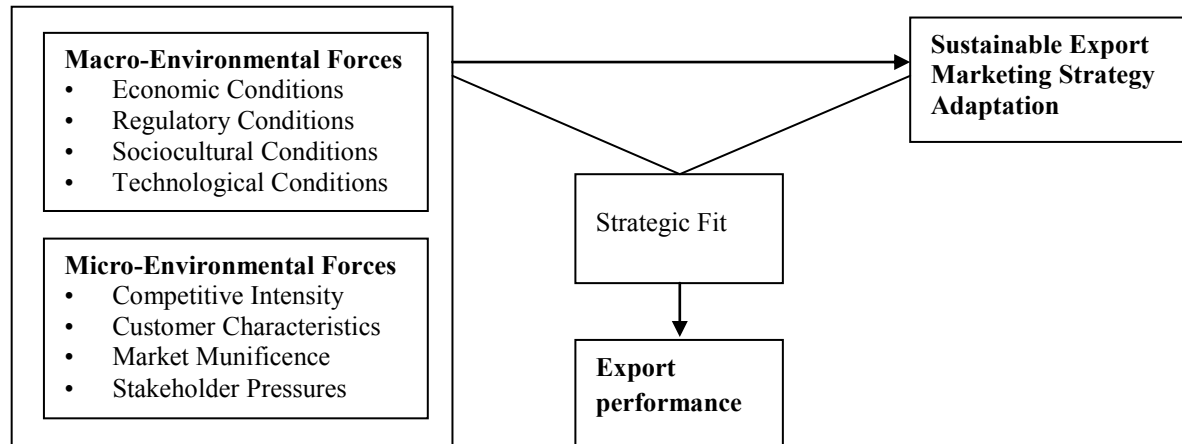 Macro-Environmental Forces
• Economic Conditions
• Regulatory Conditions
• Sociocultural Conditions
• Technological Conditions
Micro-Environmental Forces
• Competitive Intensity
• Customer Characteristics
• Market Munificence
• Stakeholder Pressures
Sustainable Export
Marketing Strategy
Adaptation
Strategic Fit
Export
performance